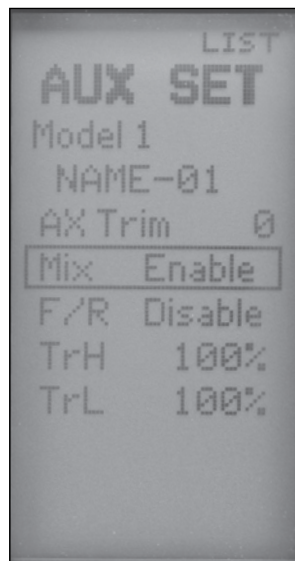 LIST
AUX SET
Model 1
NAME-01
AX Trim 0
Mix Enable
F/R Disable
TrH 100%
TrL 100%